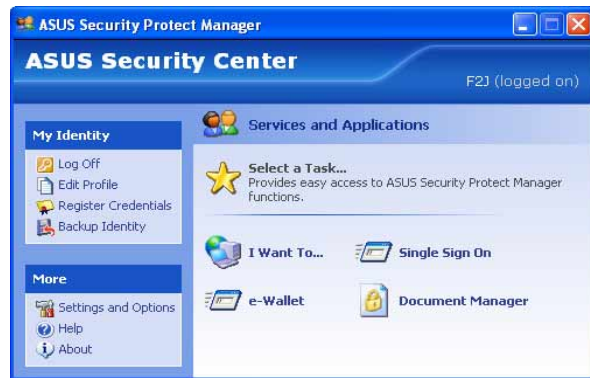 ASUS Security Protect Manager
ASUS Security Center
F2J (logged on)
My Identity
Log Off
Edit Profile
Register Credentials
Backup Identity
More
Settings and Options
Help
About
Services and Applications
Select a Task...
Provides easy access to ASUS Security Protect Manager
functions.
I Want To...
Single Sign On
e-Wallet
Document Manager